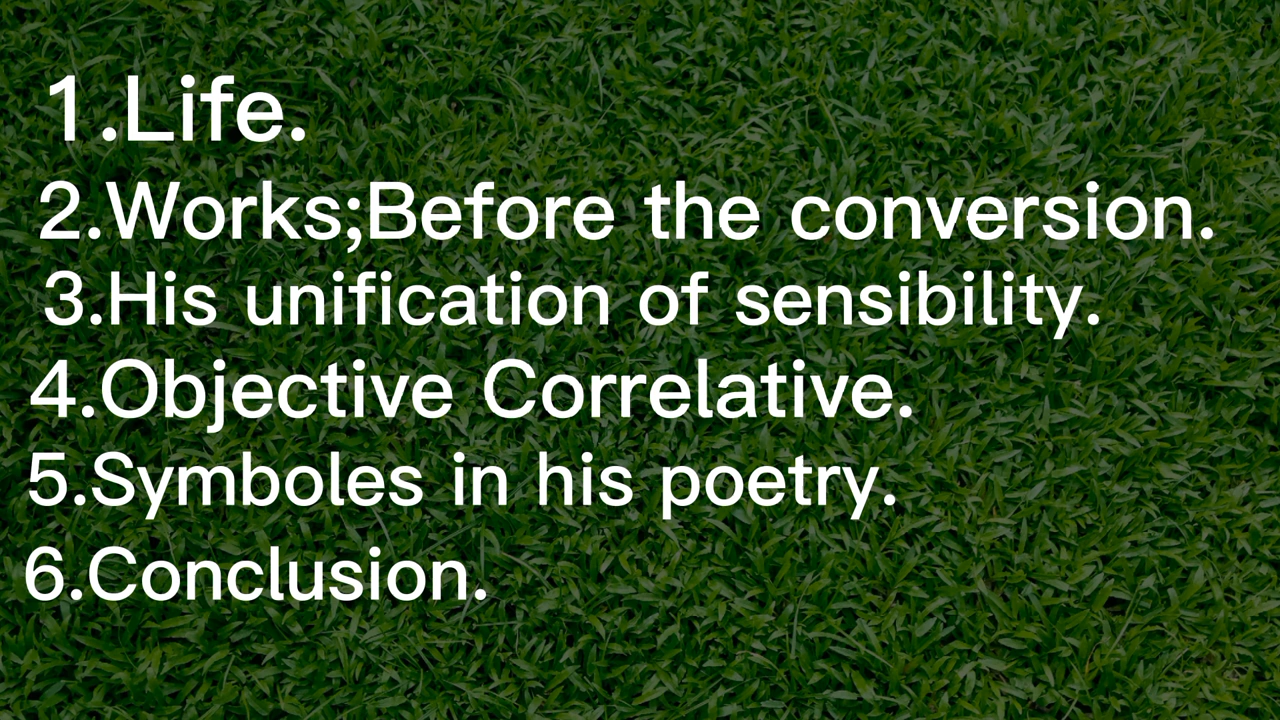 1.Life.
2.Works;Before the conversion.
3.His unification of sensibility.
4.Objective Correlative.
5.Symboles in his poetry.
6.Conclusion.